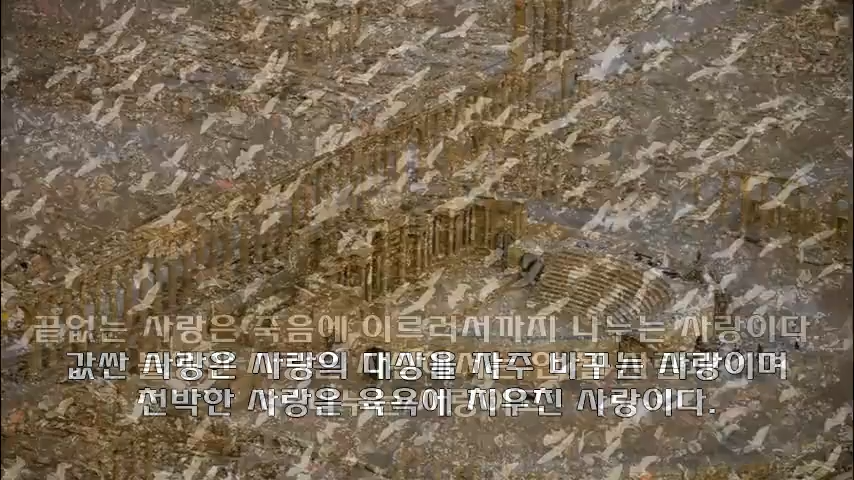 끝없는 사랑은 죽음에 이르러서까지 나누는 사랑이다
값싼 사랑은 사랑의 대상을 자주 바꾸는 사랑이며
천박한 사랑은 육욕에 치우친 사랑이다.